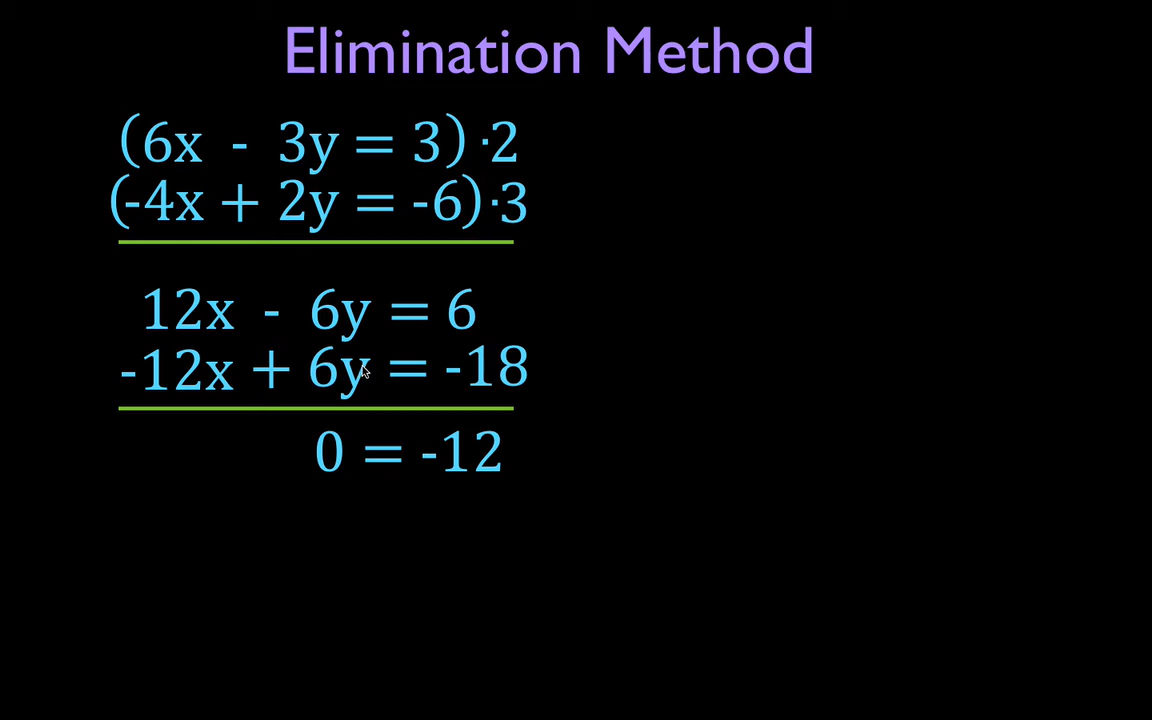 Elimination Method
(6x - 3y = 3) ·2
(-4x + 2y = -6) ·3
12x - 6y = 6
-12x + 6y = -18
0 = -12